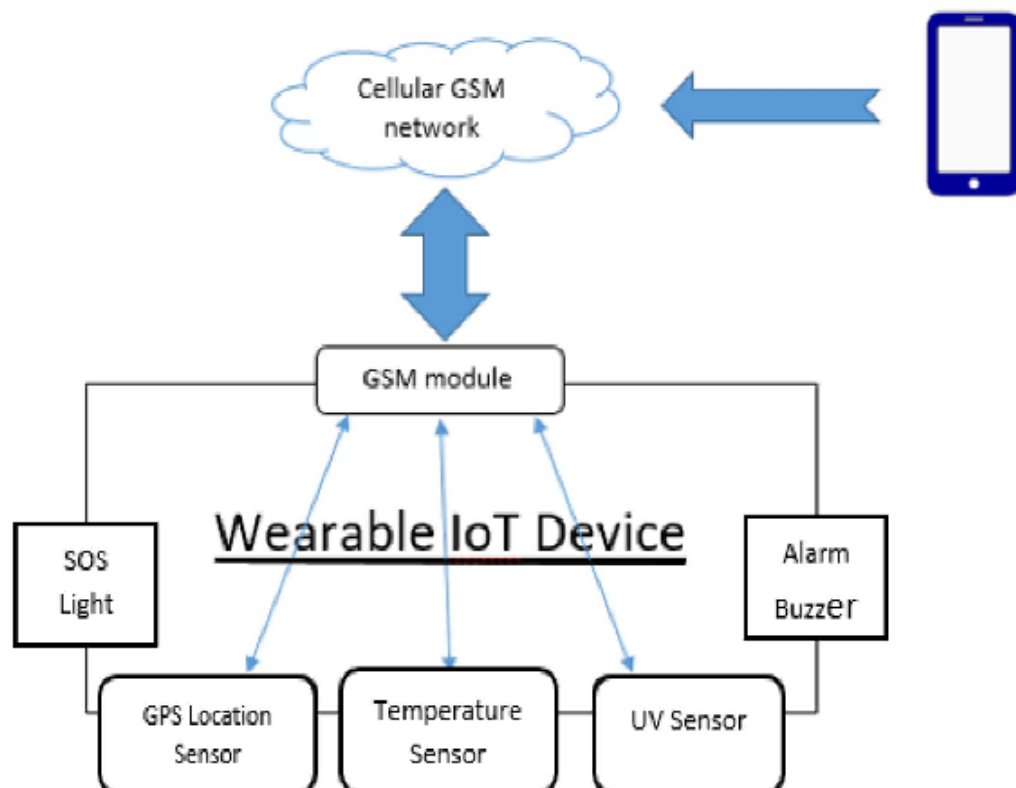 Cellular GSM
network
GSM module
Wearable IoT Device
SOS
Light
Alarm
Buzzer
GPS Location
Sensor
Temperature
Sensor
UV Sensor